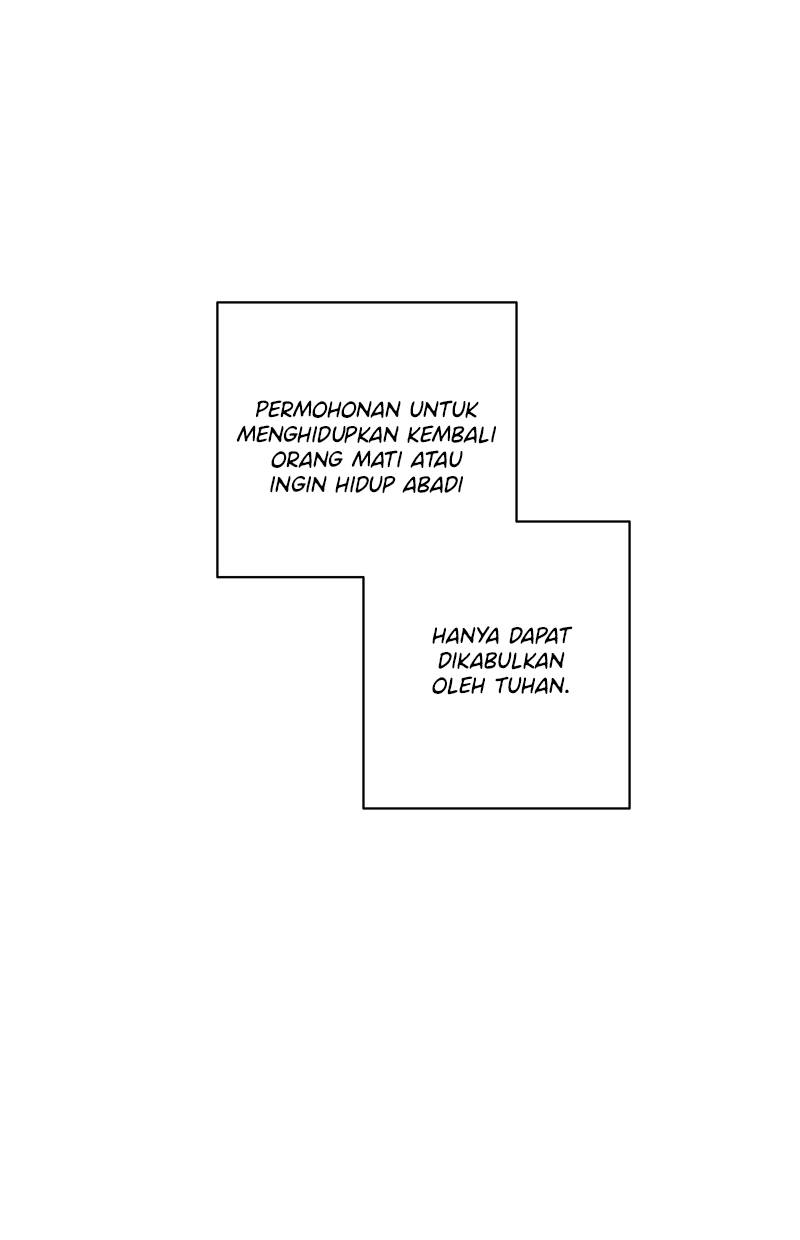 PERMOHONAN UNTUK
MENGHIDUPKAN KEMBALI
ORANG MATI ATAU
INGIN HIDUP ABADI
HANYA DAPAT
DIKABULKAN
OLEH TUHAN.